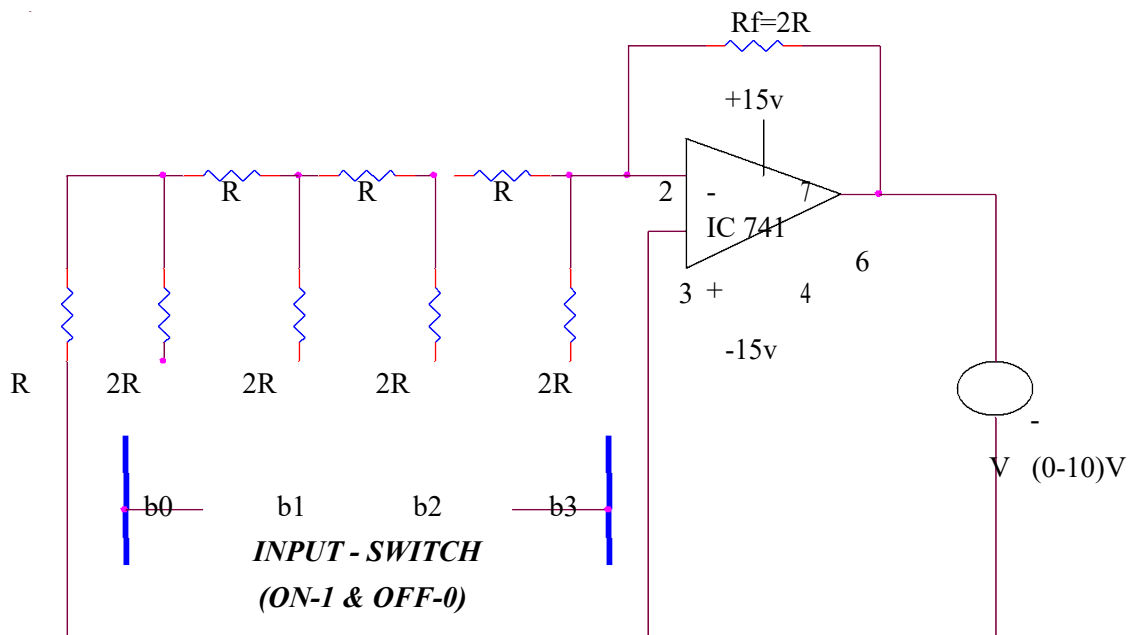 Rf=2R
+15v
R R R
2 - 7
IC 741
6
3 + 4
-15v
R 2R 2R 2R 2R
-
V (0-10)V
b0 b1 b2 b3
INPUT - SWITCH
(ON-1 & OFF-0)